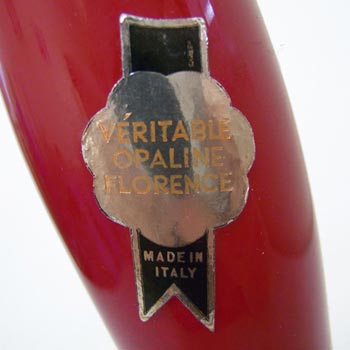 VÉRITABLE
OPALINE
FLORENCE
MADE IN
ITALY